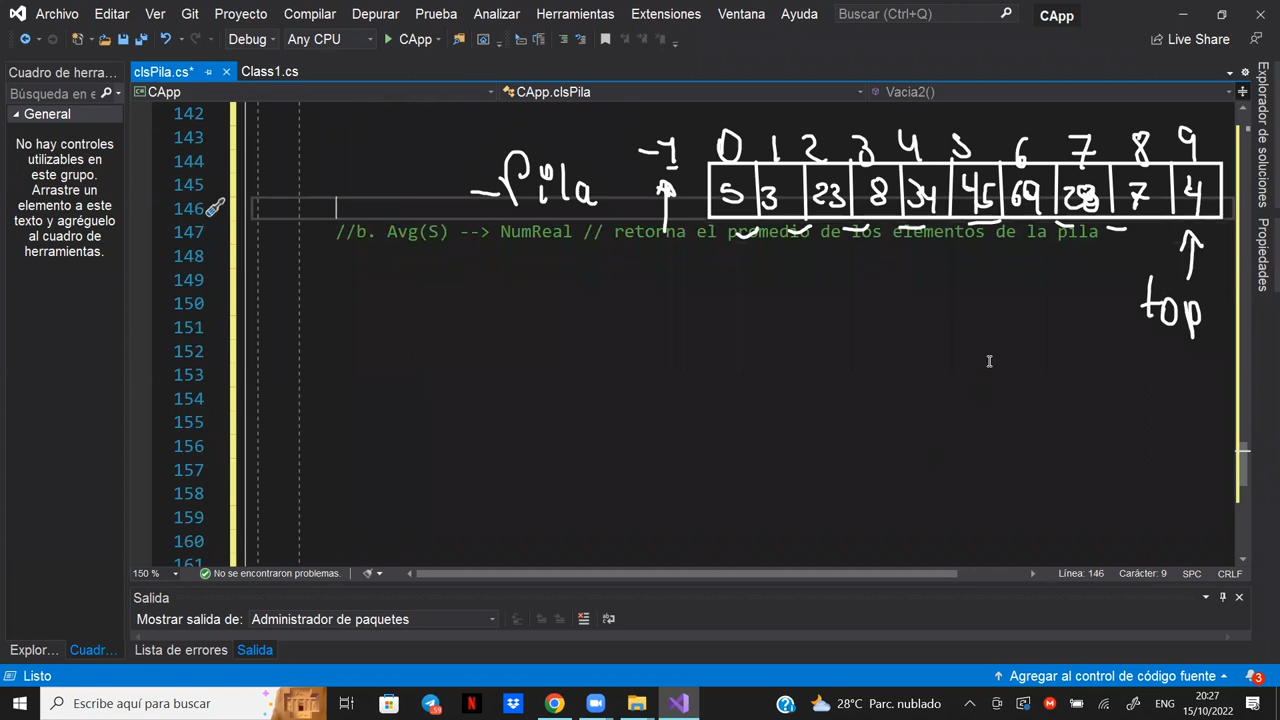 Archivo Editar Ver Git Proyecto Compilar Depurar Prueba Analizar Herramientas Extensiones Ventana Ayuda Buscar (Ctrl+Q) CApp
Debug Any CPU CApp Live Share
Cuadro de herra...
Búsqueda en e
General
No hay controles
utilizables en
este grupo.
Arrastre un
elemento a este
texto y agréguelo
al cuadro de
herramientas.
clsPila.cs* Class1.cs
CApp CApp.clsPila Vacia2()
142
143
144
145
146
147 //b. Avg(S) --> NumReal // retorna el promedio de los elementos de la pila
148
149
150
151
152
153
154
155
156
157
158
159
160
161
-1 0 1 2 3 4 5 6 7 8 9
_Pila 5 3 23 8 34 45 69 7 4
top
150 % No se encontraron problemas. Línea: 146 Carácter: 9 SPC CRLF
Salida
Mostrar salida de: Administrador de paquetes
Explor... Cuadr... Lista de errores Salida
Listo Agregar al control de código fuente 3
Escribe aquí para buscar 28°C Parc. nublado ENG 20:27
15/10/2022
Explorador de soluciones
Propiedades